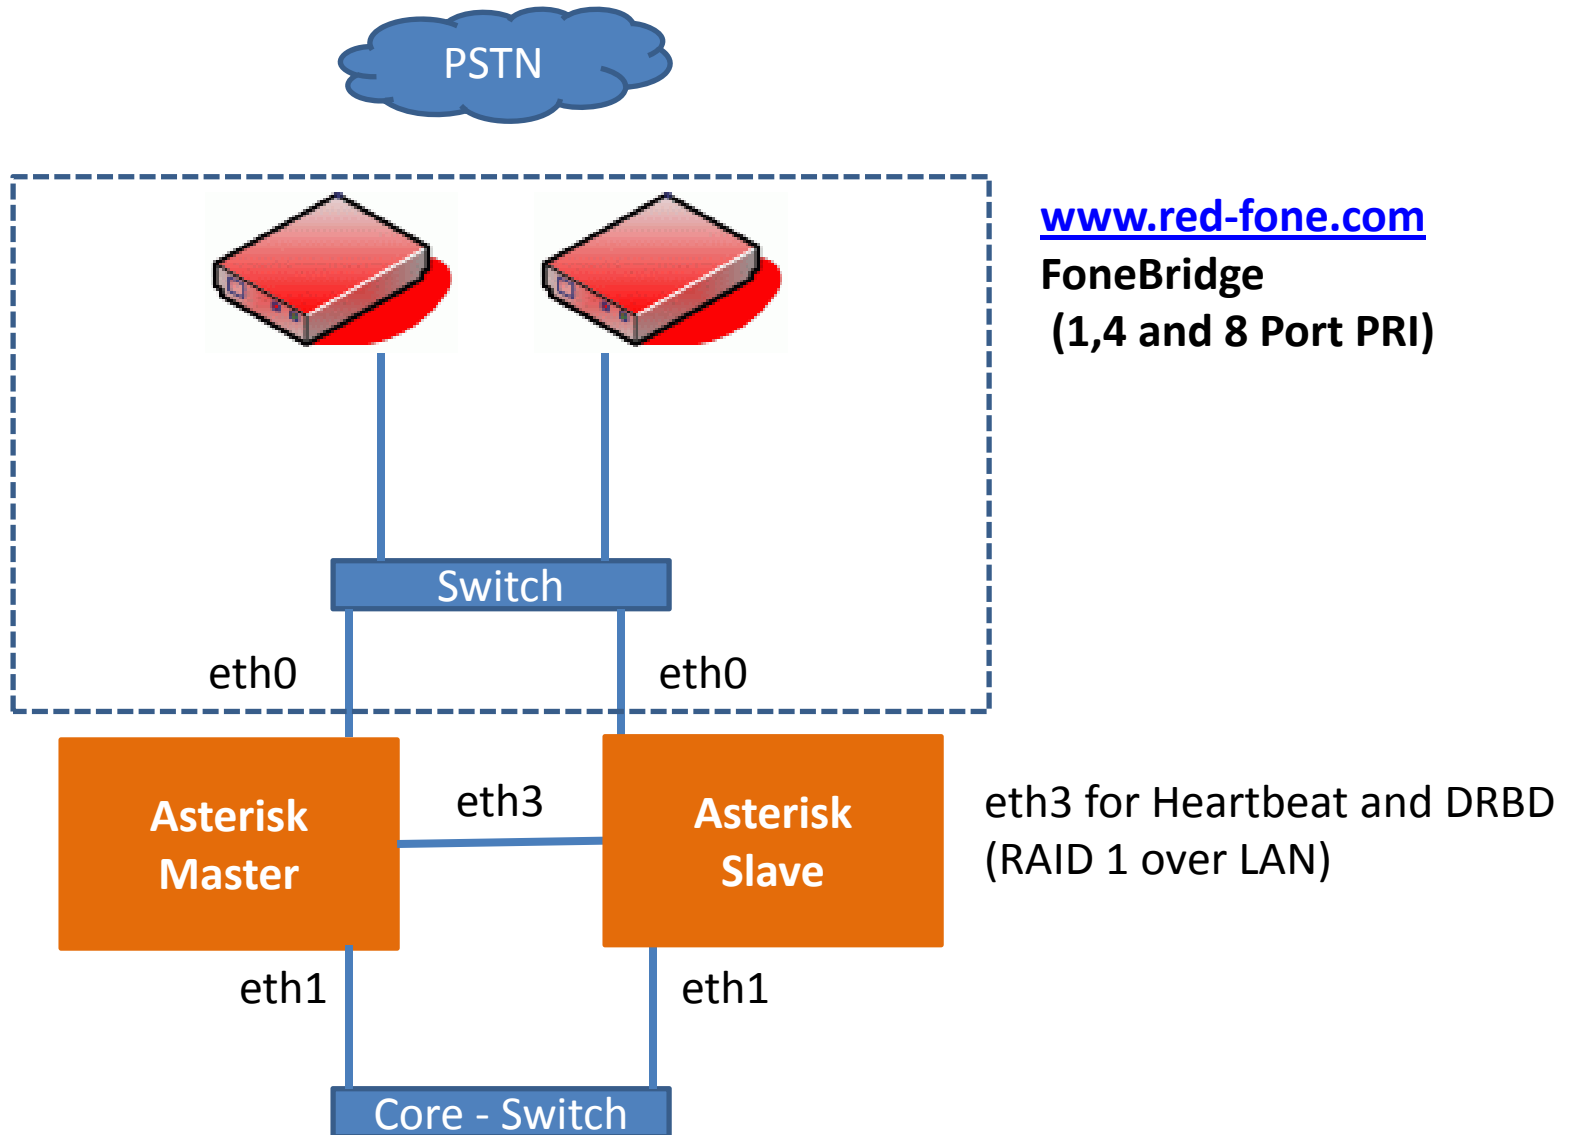 PSTN
www.red-fone.com
FoneBridge
(1,4 and 8 Port PRI)
Switch
eth0
eth0
Asterisk
Master
eth3
Asterisk
Slave
eth3 for Heartbeat and DRBD
(RAID 1 over LAN)
eth1
eth1
Core - Switch